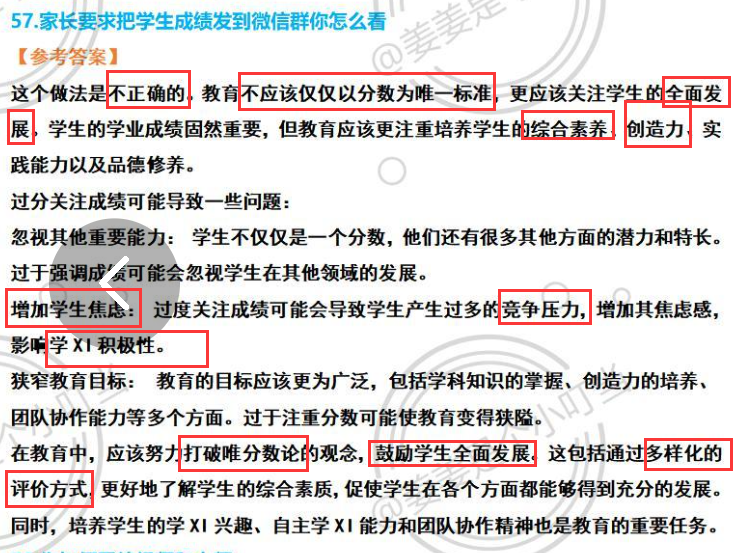 57.家长要求把学生成绩发到微信群你怎么看
【参考答案】
这个做法是不正确的。教育不应该仅仅以分数为唯一标准，更应该关注学生的全面发
展。学生的学业成绩固然重要，但教育应该更注重培养学生的综合素养、创造力、实
践能力以及品德修养。
过分关注成绩可能导致一些问题：
忽视其他重要能力： 学生不仅仅是一个分数，他们还有很多其他方面的潜力和特长。
过于强调成绩可能会忽视学生在其他领域的发展。
增加学生焦虑： 过度关注成绩可能会导致学生产生过多的竞争压力，增加其焦虑感，
影响学 XI 积极性。
狭窄教育目标： 教育的目标应该更为广泛，包括学科知识的掌握、创造力的培养、
团队协作能力等多个方面。过于注重分数可能使教育变得狭隘。
在教育中，应该努力打破唯分数论的观念，鼓励学生全面发展。这包括通过多样化的
评价方式，更好地了解学生的综合素质，促使学生在各个方面都能够得到充分的发展。
同时，培养学生的学 XI 兴趣、自主学 XI 能力和团队协作精神也是教育的重要任务。